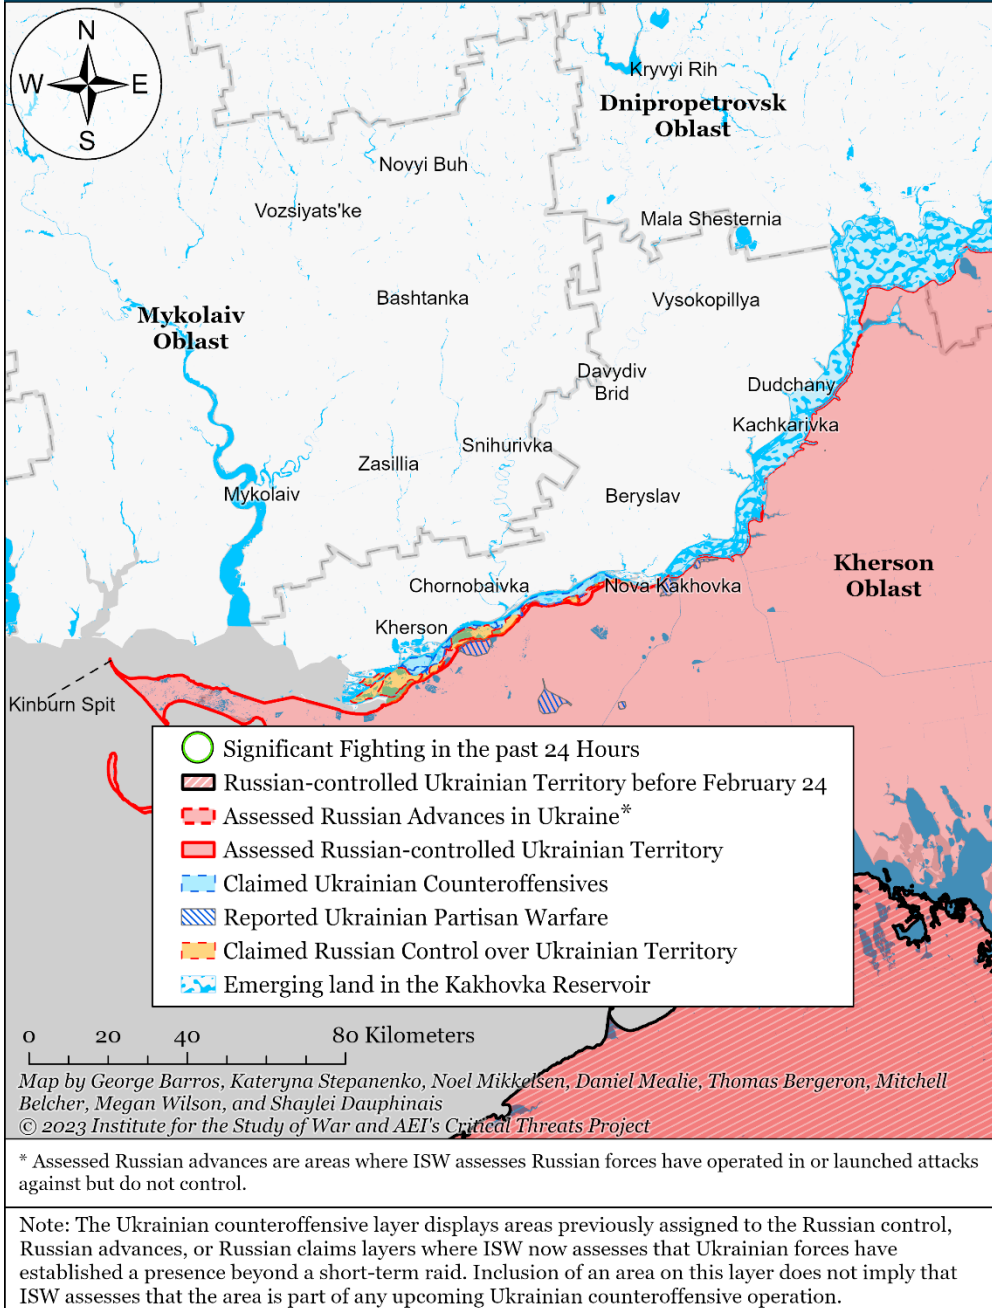 N
W
E
S
Kryvyi Rih
Dnipropetrovsk
Oblast
Novyi Buh
Vozsiyats'ke
Mala Shesternia
Bashtanka
Vysokopillya
Mykolaiv
Oblast
Davydiv
Brid
Dudchany
Kachkarivka
Snihurivka
Zasillia
Mykolaiv
Beryslav
Kherson
Oblast
Chornobaivka
Nova Kakhovka
Kherson
Kinburn Spit
Significant Fighting in the past 24 Hours
Russian-controlled Ukrainian Territory before February 24
Assessed Russian Advances in Ukraine*
Assessed Russian-controlled Ukrainian Territory
Claimed Ukrainian Counteroffensives
Reported Ukrainian Partisan Warfare
Claimed Russian Control over Ukrainian Territory
Emerging land in the Kakhovka Reservoir
0 20 40 80 Kilometers
Map by George Barros, Kateryna Stepanenko, Noel Mikkelsen, Daniel Mealie, Thomas Bergeron, Mitchell
Belcher, Megan Wilson, and Shaylei Dauphinais
© 2023 Institute for the Study of War and AEI's Critical Threats Project
* Assessed Russian advances are areas where ISW assesses Russian forces have operated in or launched attacks
against but do not control.
Note: The Ukrainian counteroffensive layer displays areas previously assigned to the Russian control,
Russian advances, or Russian claims layers where ISW now assesses that Ukrainian forces have
established a presence beyond a short-term raid. Inclusion of an area on this layer does not imply that
ISW assesses that the area is part of any upcoming Ukrainian counteroffensive operation.